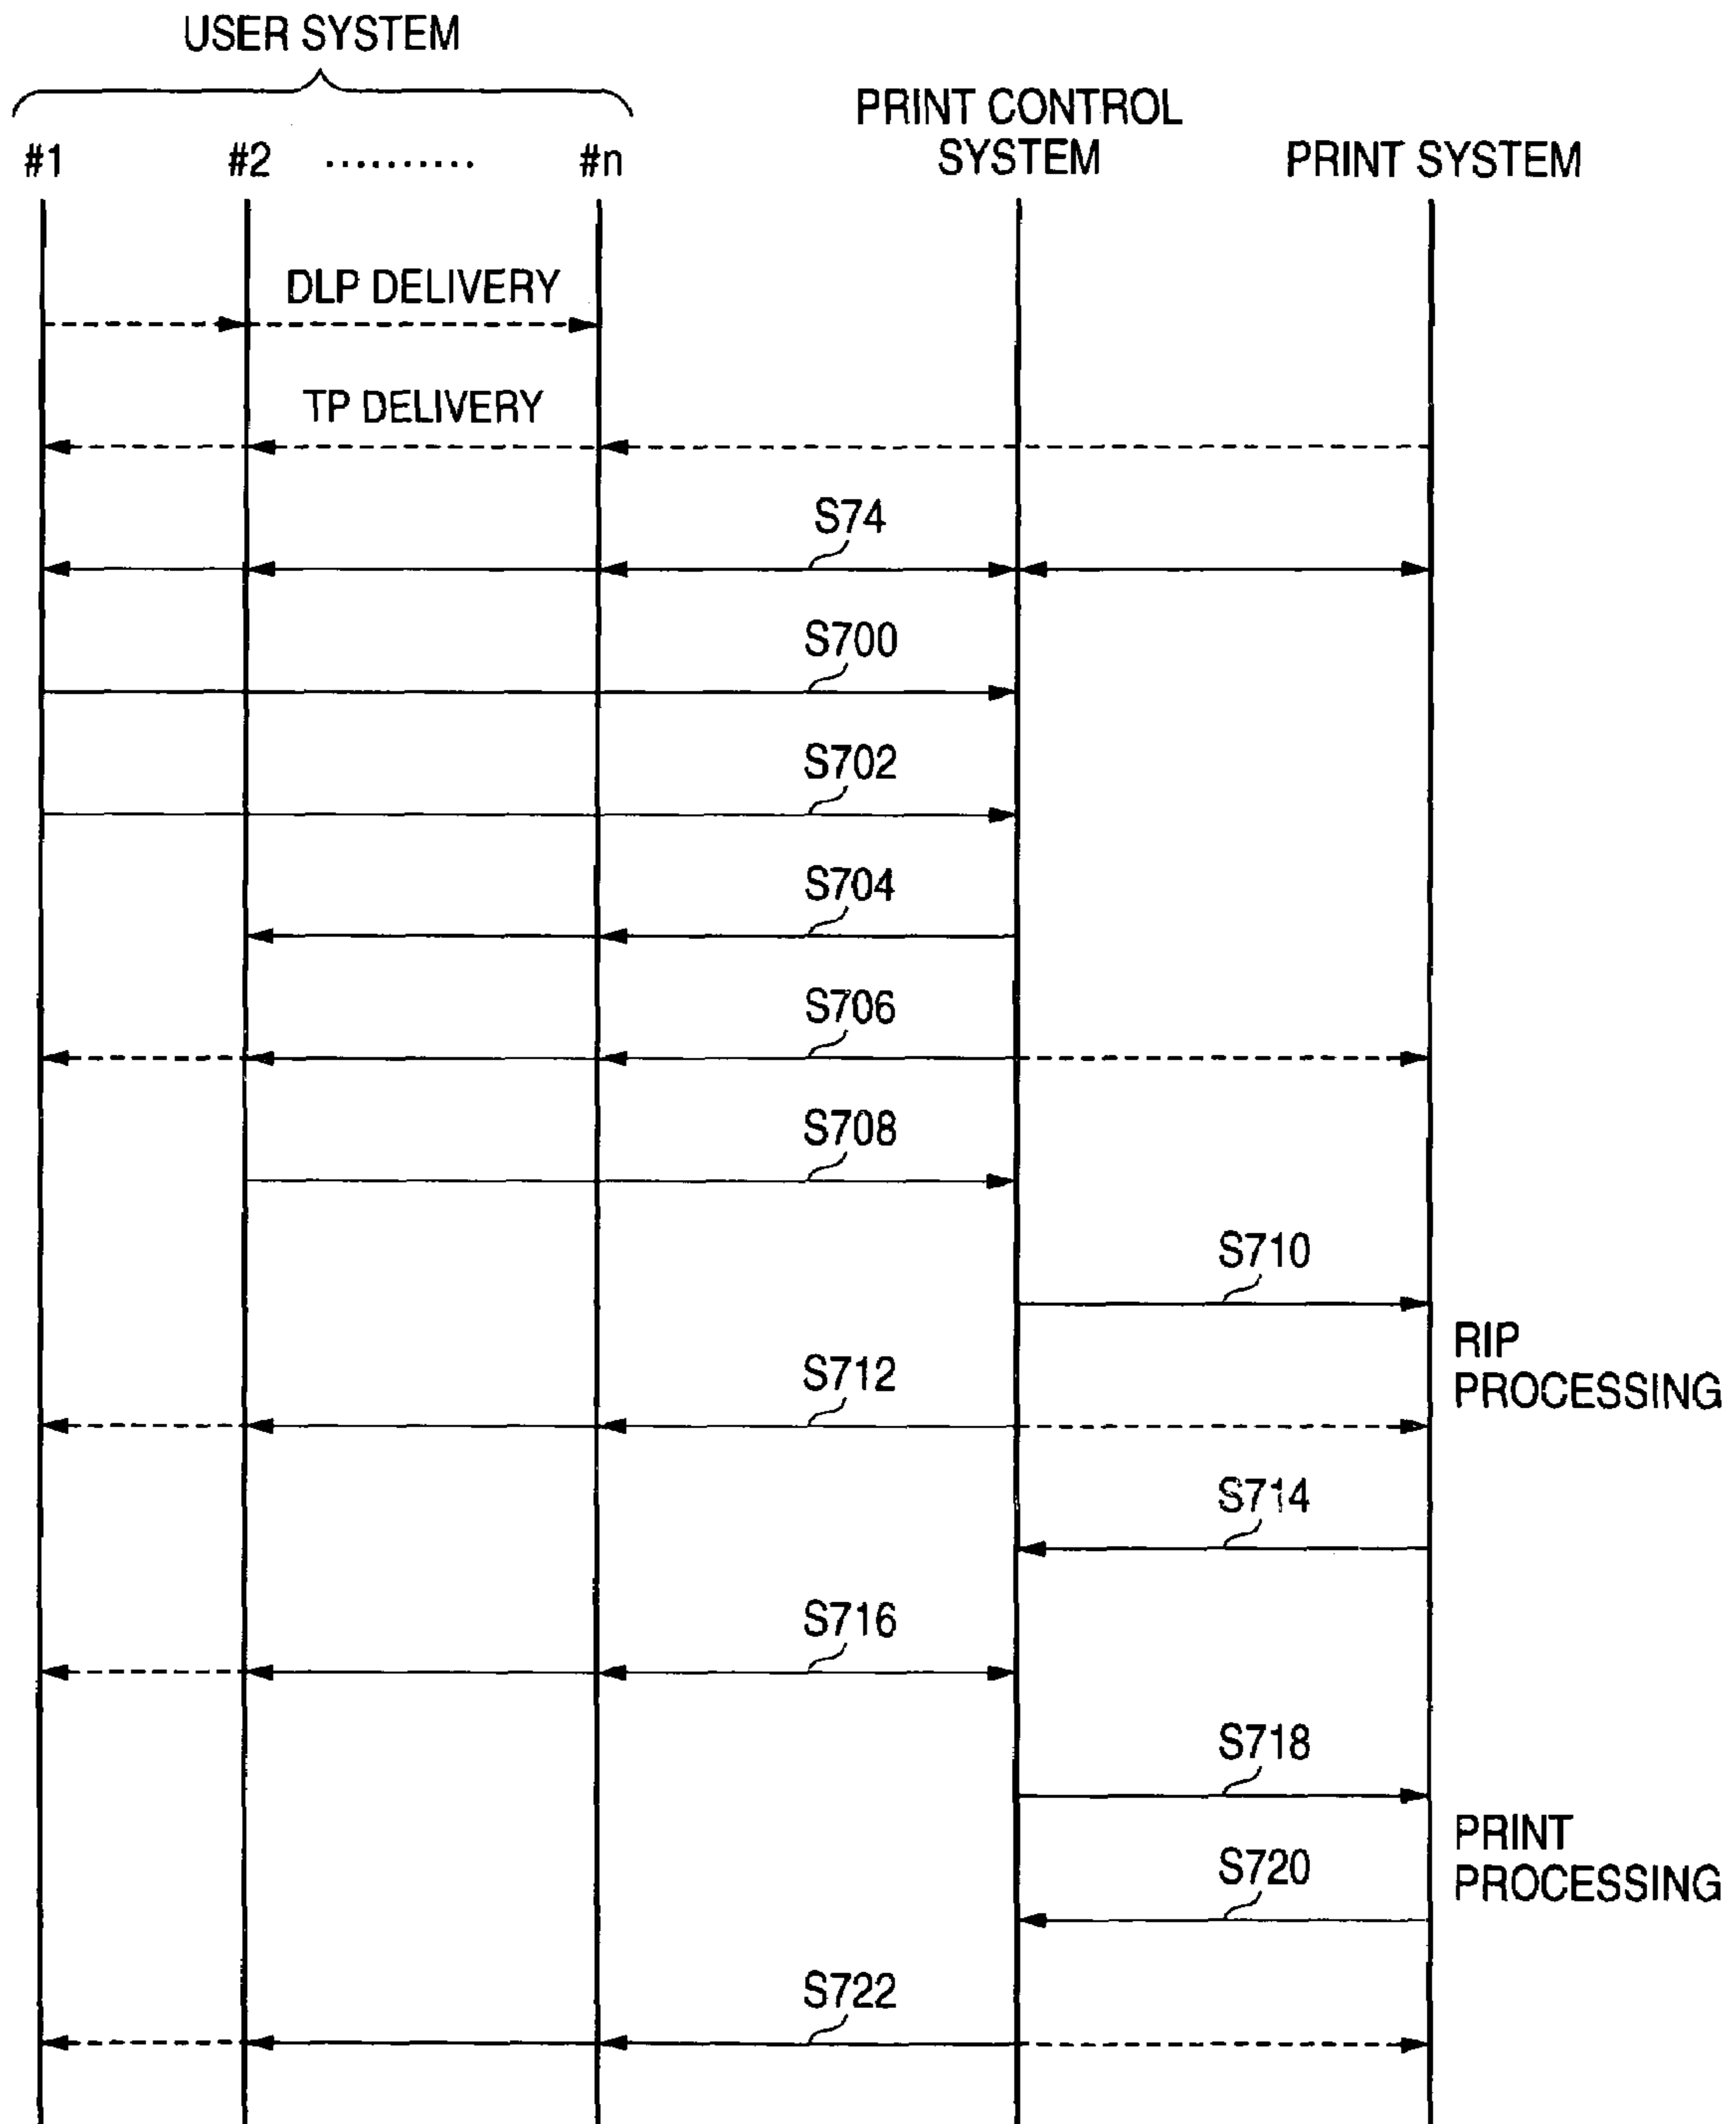 USER SYSTEM
PRINT CONTROL
SYSTEM
PRINT SYSTEM
#1
#2
..........
#n
DLP DELIVERY
TP DELIVERY
S74
S700
S702
S704
S706
S708
S710
RIP
PROCESSING
S712
S714
S716
S718
PRINT
PROCESSING
S720
S722